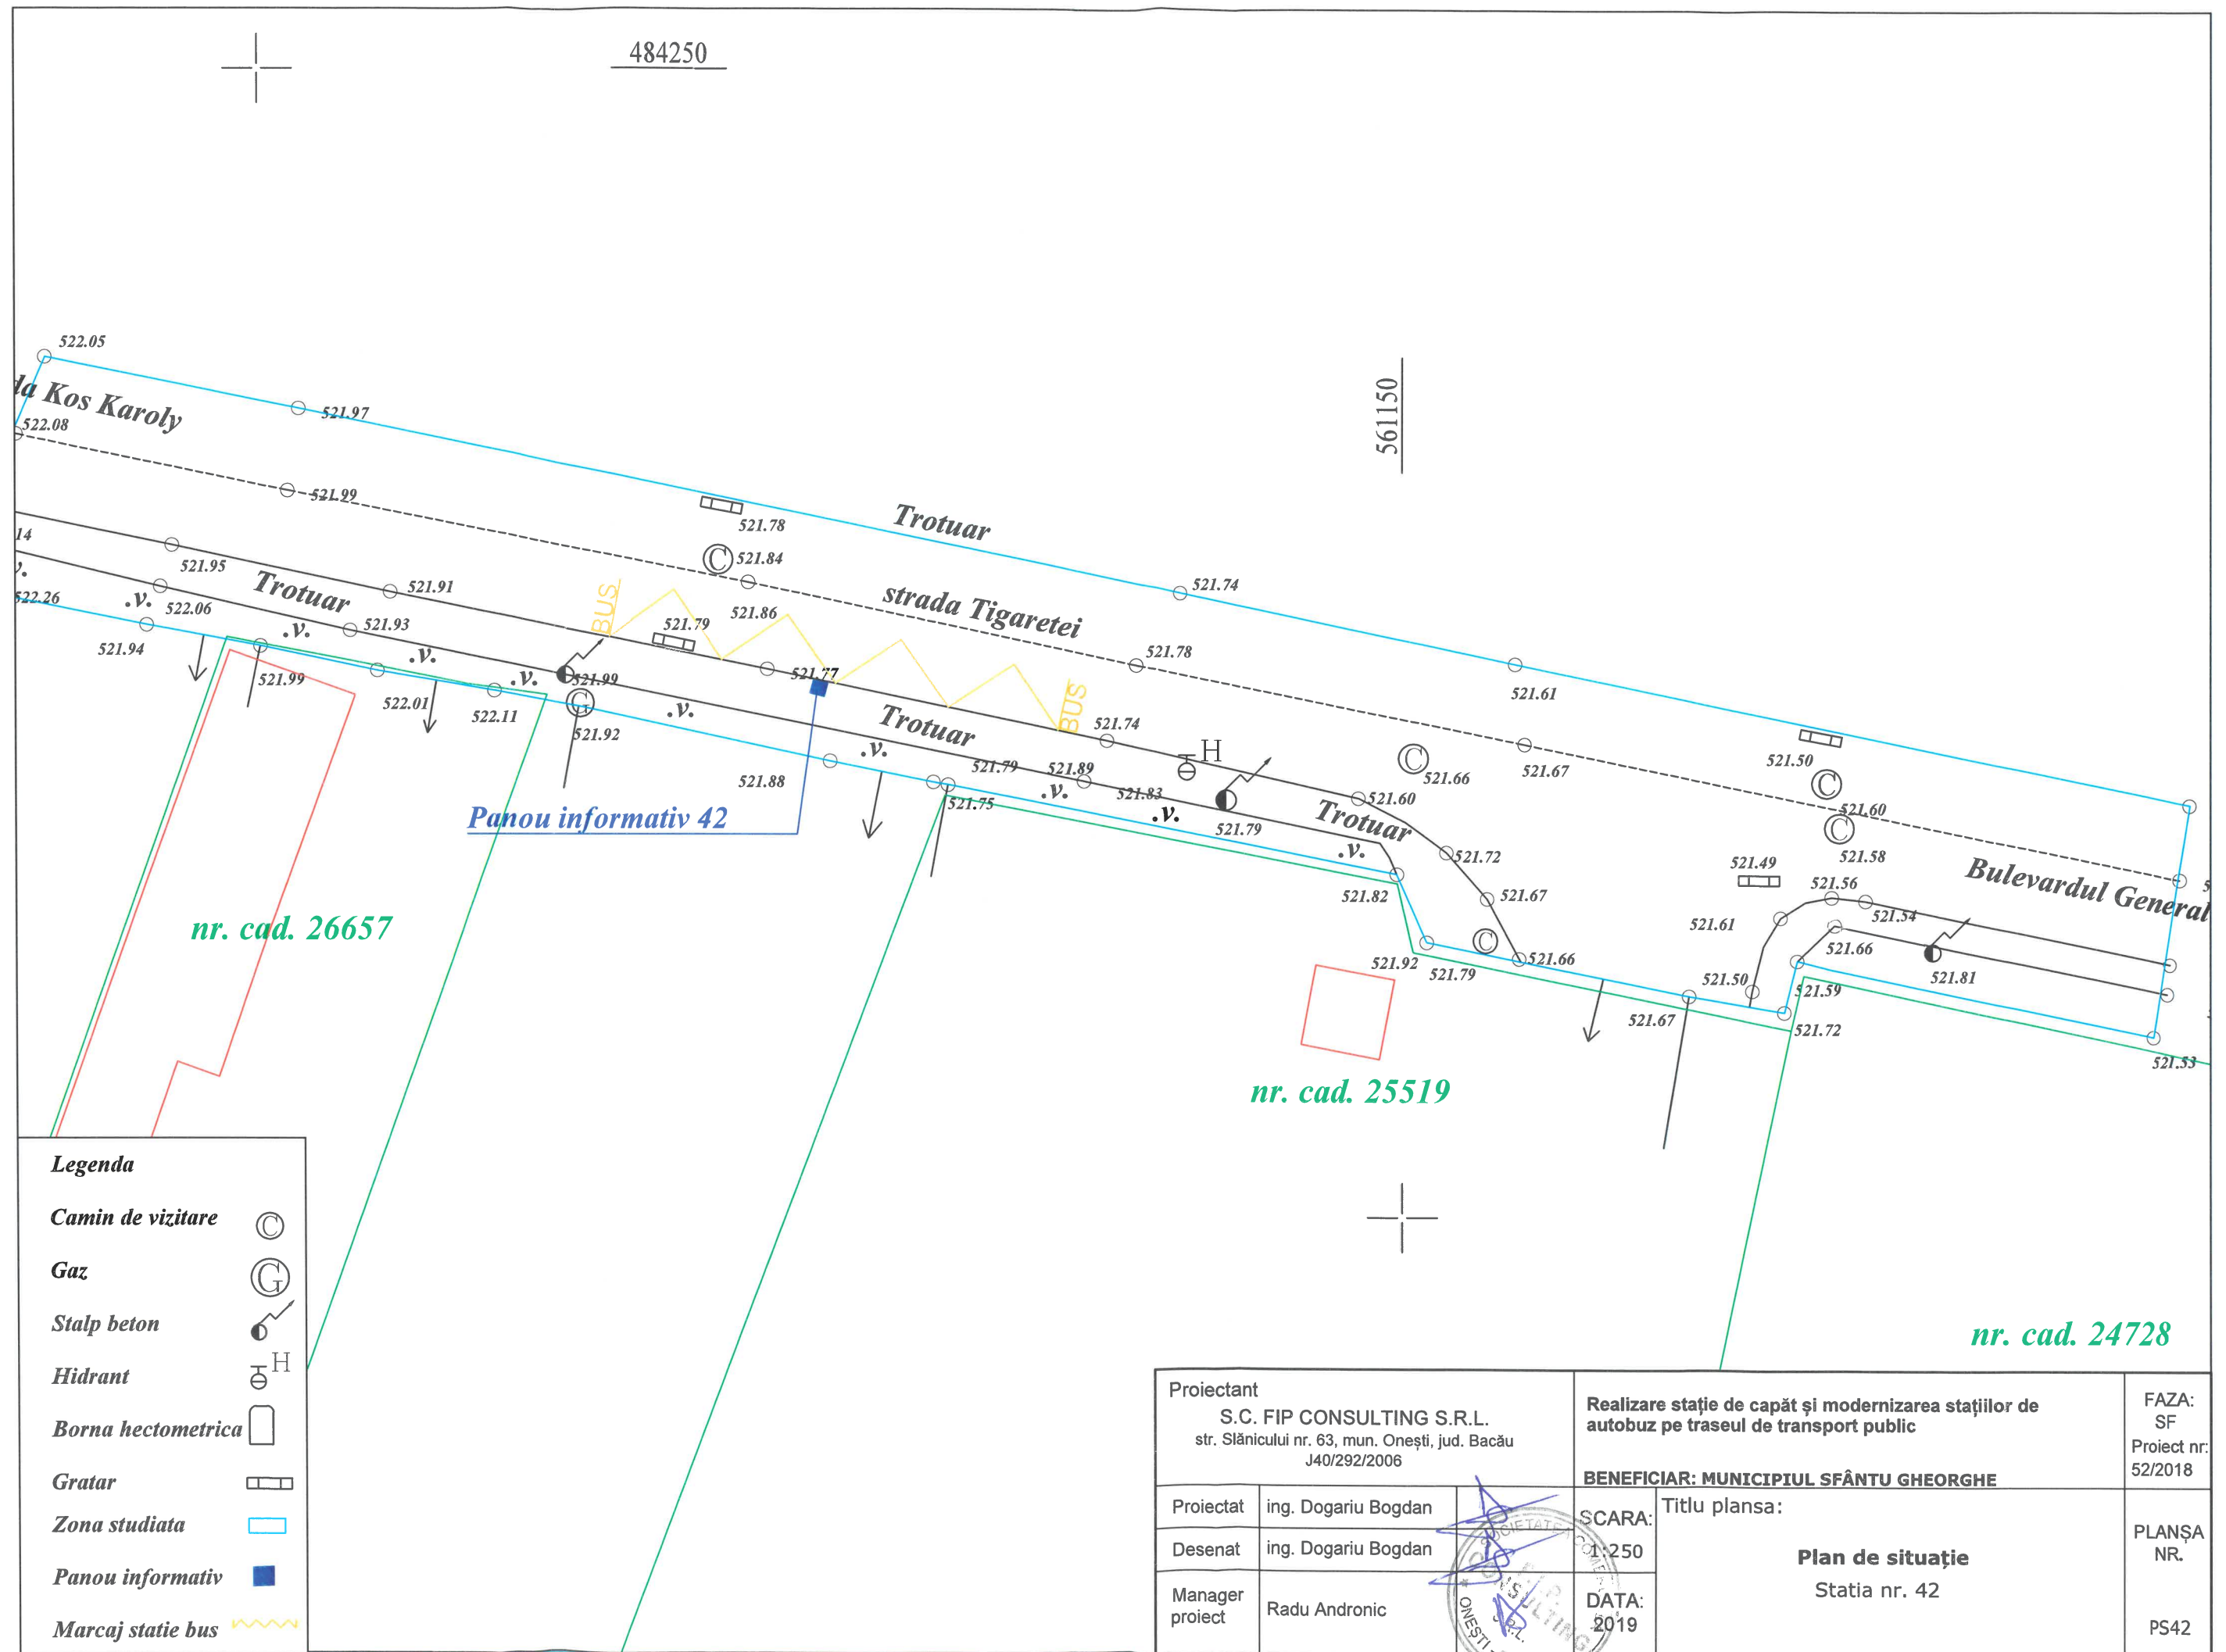 484250
561150
522.05
da Kos Karoly
522.08
521.97
521.99
521.78
Trotuar
521.84
14
521.95
521.91
BUS
521.86
strada Tigaretei
521.74
v.
522.26
.v.
522.06
Trotuar
521.93
521.79
521.78
521.61
521.94
.v.
.v.
521.99
522.01
.v.
522.11
521.99
G
521.92
521.77
.v.
Trotuar
BUS
521.74
H
C
521.66
521.67
521.50
C
521.60
C
521.58
521.88
.v.
521.79
521.75
521.89
.v.
521.83
.v.
521.79
521.60
Trotuar
.v.
521.72
521.82
521.67
Panou informativ 42
521.49
521.56
521.54
Bulevardul General
521.61
521.66
521.81
C
521.92
521.79
521.66
521.50
521.59
521.67
521.72
521.53
C
nr. cad. 26657
nr. cad. 25519
nr. cad. 24728
Legenda
Camin de vizitare C
Gaz G
Stalp beton
Hidrant H
Borna hectometrica
Gratar
Zona studiata
Panou informativ
Marcaj statie bus
Proiectant
S.C. FIP CONSULTING S.R.L.
str. Slănicului nr. 63, mun. Onești, jud. Bacău
J40/292/2006
Realizare stație de capăt și modernizarea stațiilor de
autobuz pe traseul de transport public
BENEFICIAR: MUNICIPIUL SFÂNTU GHEORGHE
FAZA:
SF
Proiect nr:
52/2018
Proiectat ing. Dogariu Bogdan
Desenat ing. Dogariu Bogdan
Manager
proiect
Radu Andronic
SCARA:
1:250
DATA:
2019
Titlu plansa:
Plan de situație
Statia nr. 42
PLANȘA
NR.
PS42
SOCIETATEA
CONSULTING
S.R.L.
ONEȘTI